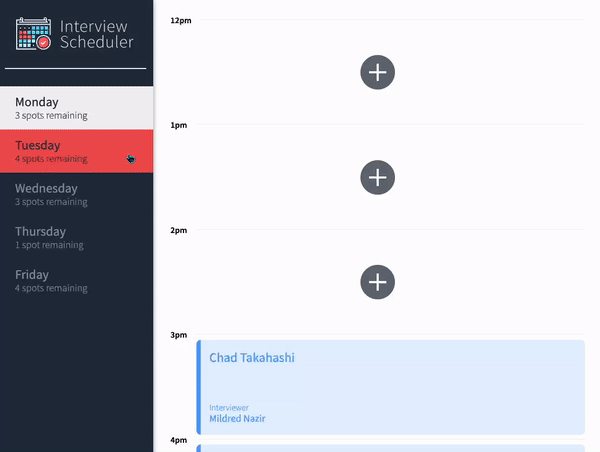 Interview
Scheduler
Monday
3 spots remaining
Tuesday
4 spots remaining
Wednesday
3 spots remaining
Thursday
1 spot remaining
Friday
4 spots remaining
12pm
1pm
2pm
3pm
Chad Takahashi
Interviewer
Mildred Nazir
4pm